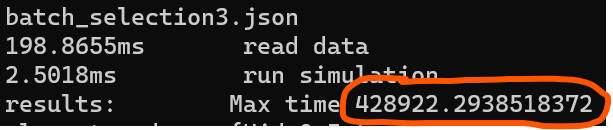 batch_selection3.json
198.8655ms read data
2.5018ms run simulation
results: Max time 428922.2938518372